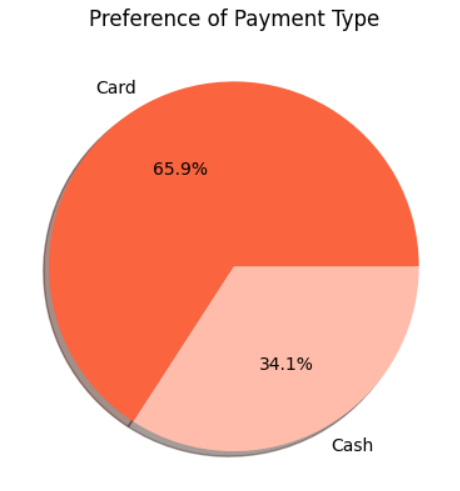 Preference of Payment Type
Card
65.9%
34.1%
Cash